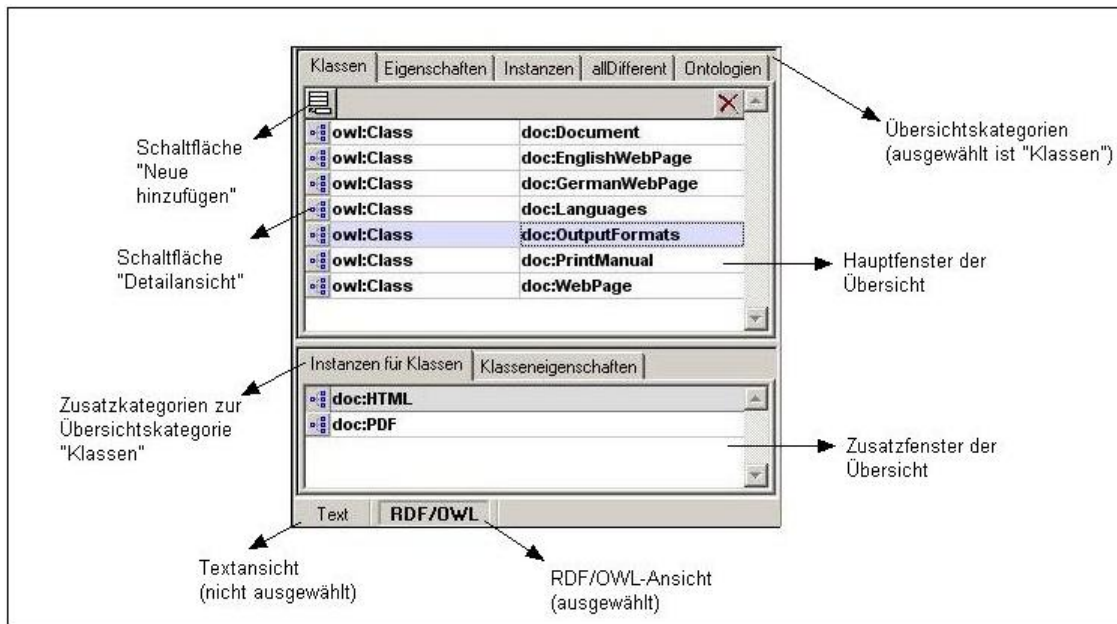 Klassen Eigenschaften Instanzen allDifferent Ontologien
owl:Class doc:Document
owl:Class doc:EnglishWebPage
owl:Class doc:GermanWebPage
owl:Class doc:Languages
owl:Class doc:OutputFormats
owl:Class doc:PrintManual
owl:Class doc:WebPage
Schaltfläche
"Neue
hinzufügen"
Schaltfläche
"Detailansicht"
Übersichtskategorien
(ausgewählt ist "Klassen")
Hauptfenster der
Übersicht
Instanzen für Klassen Klasseneigenschaften
doc:HTML
doc:PDF
Zusatzkategorien zur
Übersichtskategorie
"Klassen"
Zusatzfenster der
Übersicht
Text RDF/OWL
Textansicht
(nicht ausgewählt)
RDF/OWL-Ansicht
(ausgewählt)